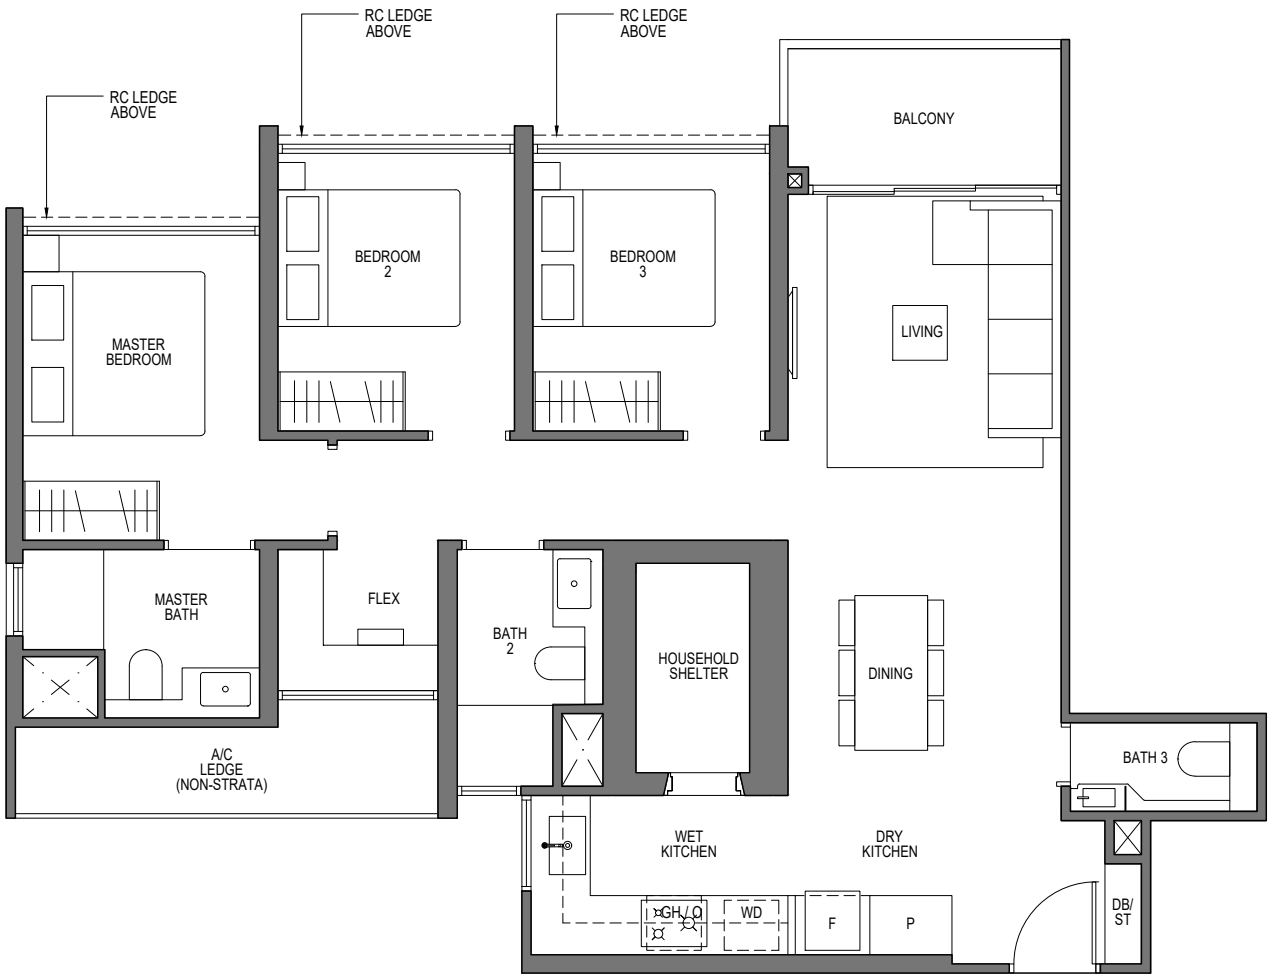 RC LEDGE
ABOVE
RC LEDGE
ABOVE
RC LEDGE
ABOVE
BALCONY
BEDROOM
2
BEDROOM
3
MASTER
BEDROOM
LIVING
MASTER
BATH
FLEX
BATH
2
HOUSEHOLD
SHELTER
DINING
A/C
LEDGE
(NON-STRATA)
BATH 3
WET
KITCHEN
DRY
KITCHEN
GH / O
WD
F
P
DB/
ST